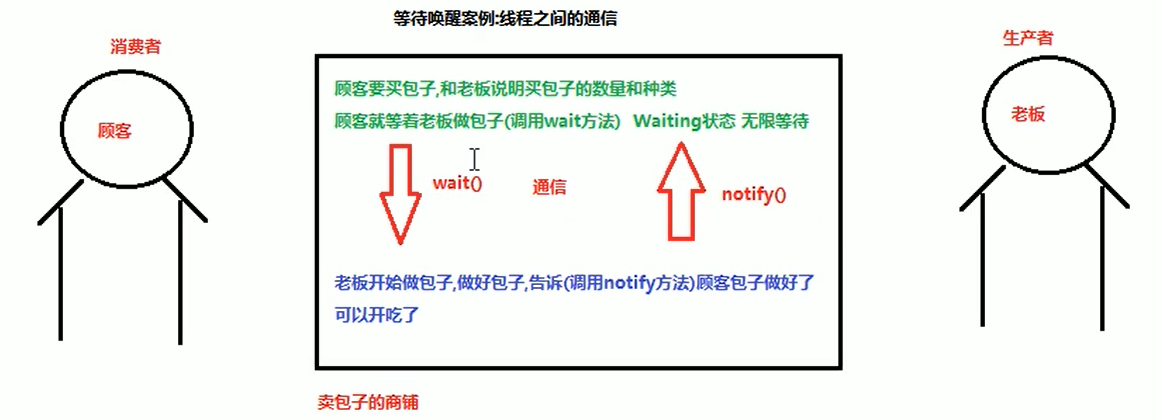 等待唤醒案例:线程之间的通信
消费者
生产者
顾客
老板
顾客要买包子,和老板说明买包子的数量和种类
顾客就等着老板做包子(调用wait方法) Waiting状态 无限等待
wait()
通信
notify()
老板开始做包子,做好包子,告诉(调用notify方法)顾客包子做好了
可以开吃了
卖包子的商铺